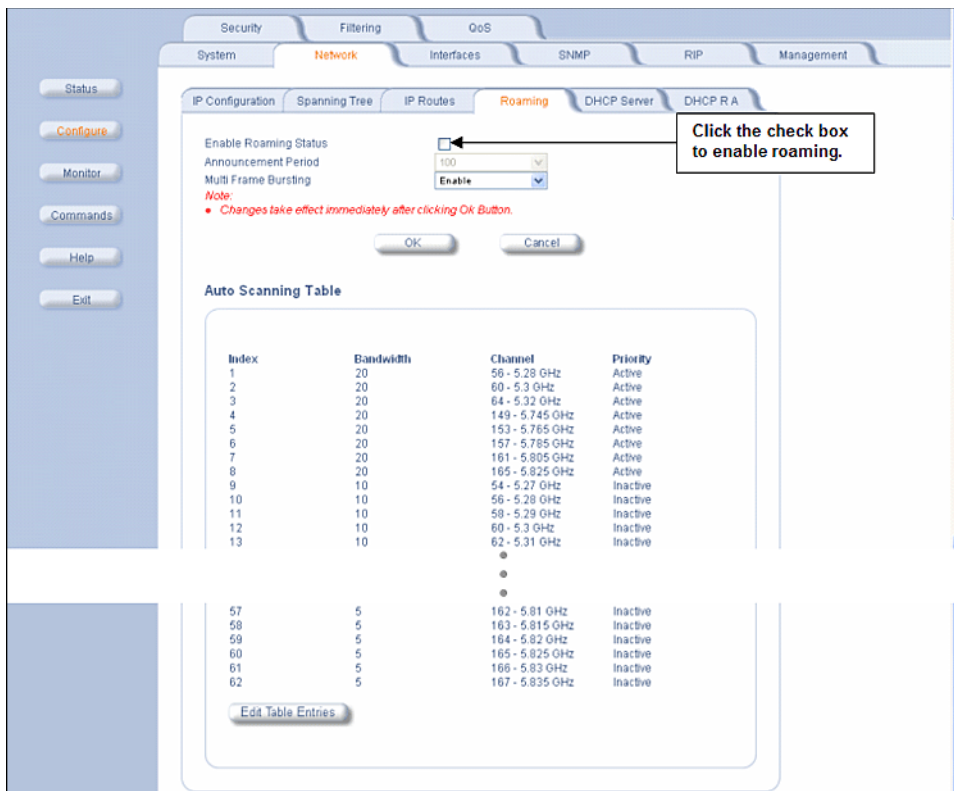 Security Filtering QoS
System Network Interfaces SNMP RIP Management
Status
Configure
Monitor
Commands
Help
Exit
IP Configuration Spanning Tree IP Routes Roaming DHCP Server DHCP R A
Enable Roaming Status
Click the check box
to enable roaming.
Announcement Period 100
Multi Frame Bursting Enable
Note:
• Changes take effect immediately after clicking Ok Button.
OK Cancel
Auto Scanning Table
Index Bandwidth Channel Priority
1 20 56 - 5.28 GHz Active
2 20 60 - 5.3 GHz Active
3 20 64 - 5.32 GHz Active
4 20 149 - 5.745 GHz Active
5 20 153 - 5.765 GHz Active
6 20 157 - 5.785 GHz Active
7 20 161 - 5.805 GHz Active
8 20 165 - 5.825 GHz Active
9 10 54 - 5.27 GHz Inactive
10 10 56 - 5.28 GHz Inactive
11 10 58 - 5.29 GHz Inactive
12 10 60 - 5.3 GHz Inactive
13 10 62 - 5.31 GHz Inactive
57 5 162 - 5.81 GHz Inactive
58 5 163 - 5.815 GHz Inactive
59 5 164 - 5.82 GHz Inactive
60 5 165 - 5.825 GHz Inactive
61 5 166 - 5.83 GHz Inactive
62 5 167 - 5.835 GHz Inactive
Edit Table Entries